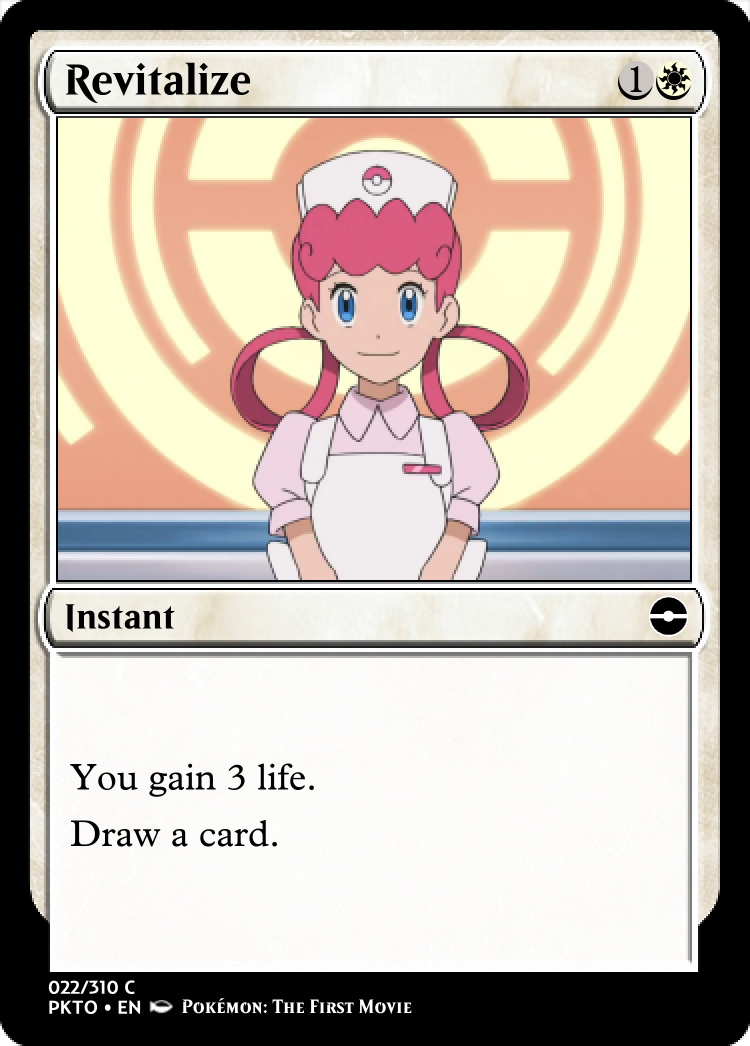 Revitalize 1
Instant
You gain 3 life.
Draw a card.
022/310 C
PKTO • EN Pokémon: The First Movie